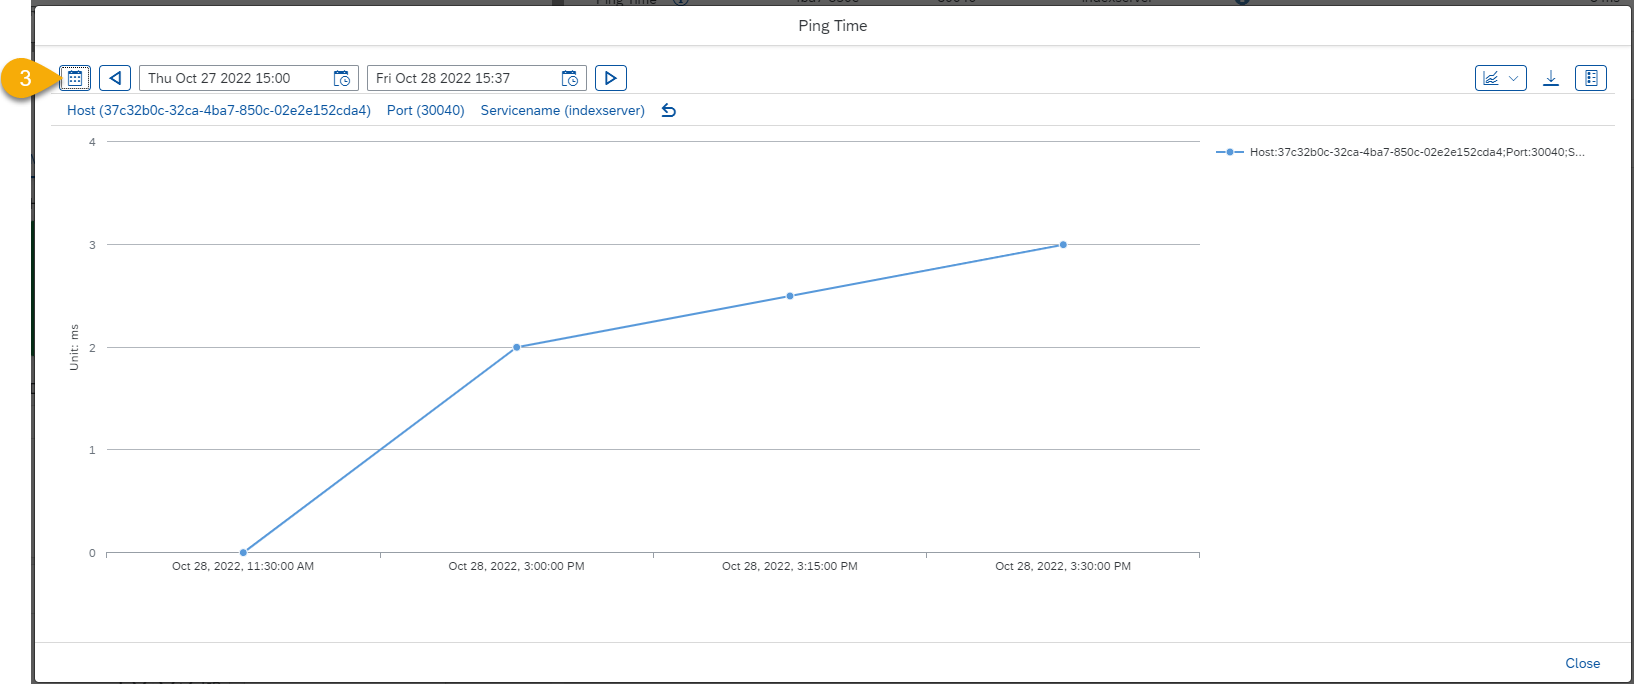 Ping Time
3
Thu Oct 27 2022 15:00
Fri Oct 28 2022 15:37
Host (37c32b0c-32ca-4ba7-850c-02e2e152cda4) Port (30040) Servicename (indexserver)
Host:37c32b0c-32ca-4ba7-850c-02e2e152cda4;Port:30040;S...
4
3
2
1
0
Unit: ms
Oct 28, 2022, 11:30:00 AM
Oct 28, 2022, 3:00:00 PM
Oct 28, 2022, 3:15:00 PM
Oct 28, 2022, 3:30:00 PM
Close